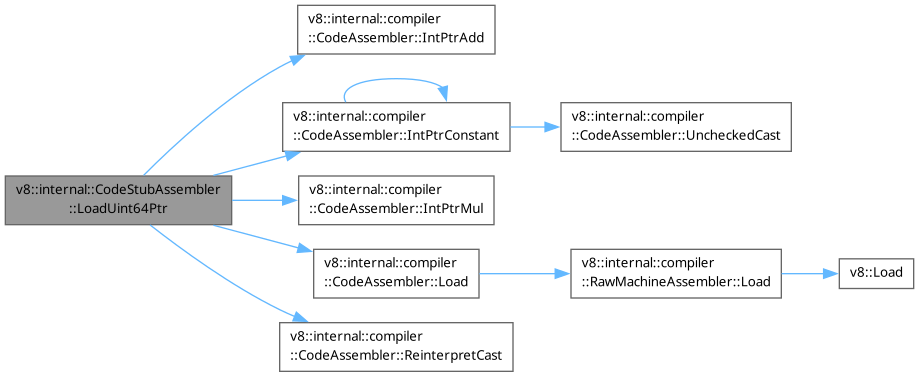 v8::internal::compiler
::CodeAssembler::IntPtrAdd
v8::internal::compiler
::CodeAssembler::IntPtrConstant
v8::internal::compiler
::CodeAssembler::UncheckedCast
v8::internal::CodeStubAssembler
::LoadUint64Ptr
v8::internal::compiler
::CodeAssembler::IntPtrMul
v8::internal::compiler
::CodeAssembler::Load
v8::internal::compiler
::RawMachineAssembler::Load
v8::Load
v8::internal::compiler
::CodeAssembler::ReinterpretCast